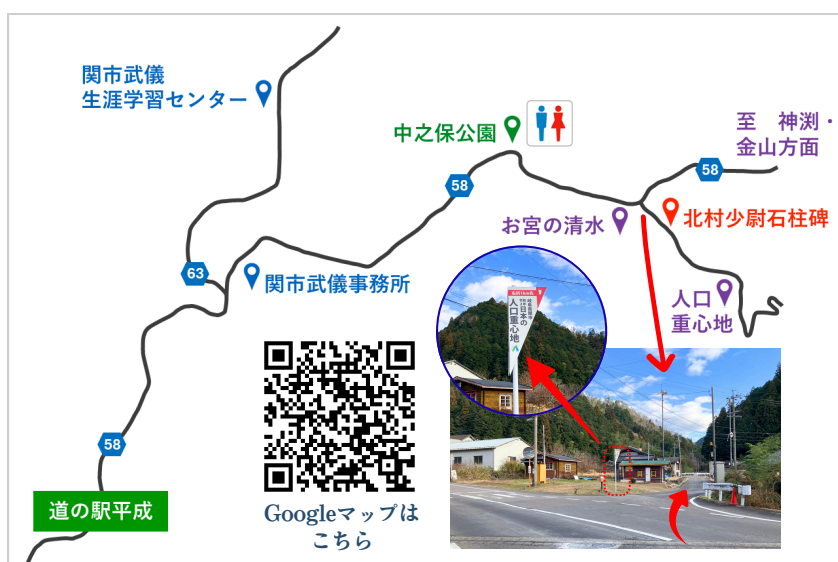 関市武儀
生涯学習センター
中之保公園
至　神渕・
金山方面
58
58
お宮の清水
北村少尉石柱碑
63
関市武儀事務所
人口
重心地
日本の
人口重心地
58
道の駅平成
Googleマップは
こちら